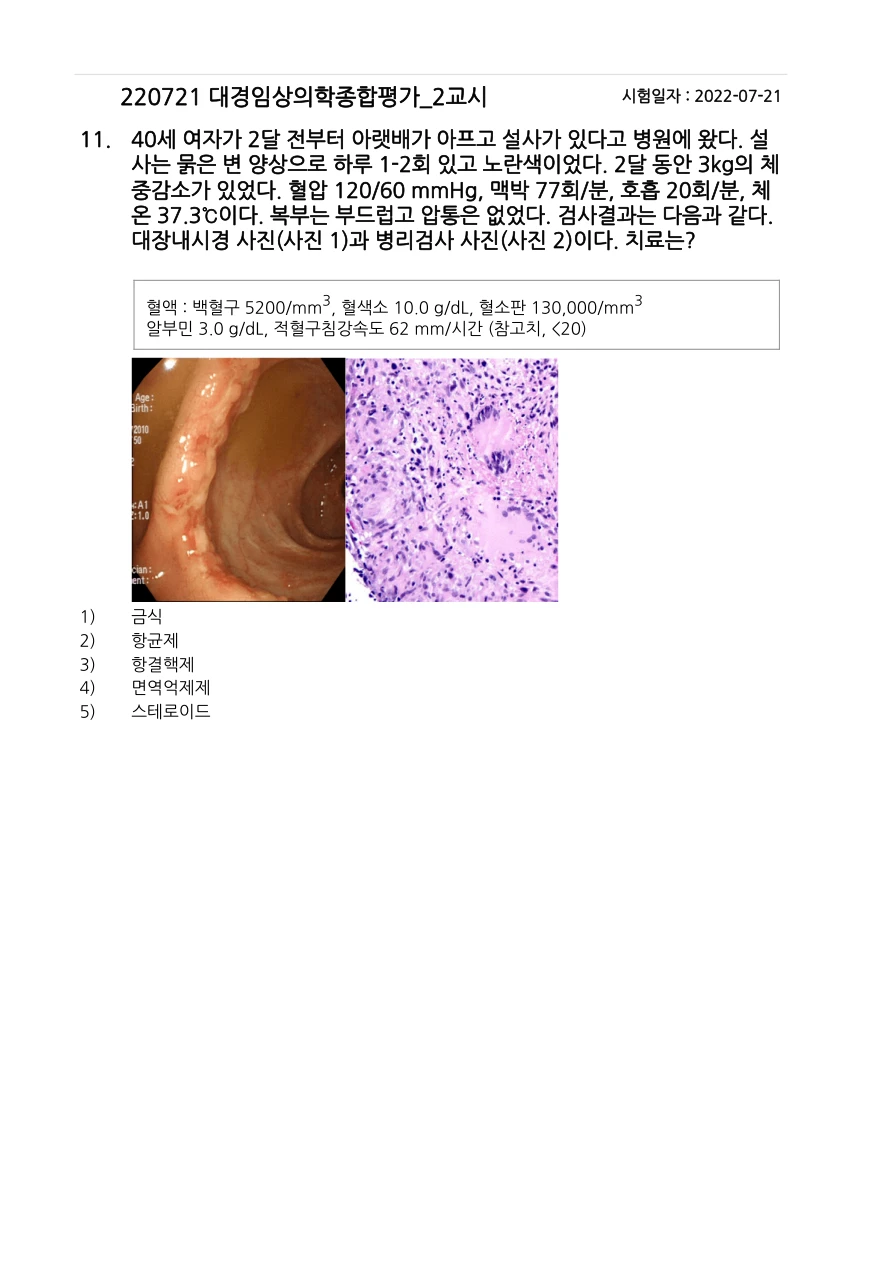 220721 대경임상의학종합평가_2교시 시험일자 : 2022-07-21
11. 40세 여자가 2달 전부터 아랫배가 아프고 설사가 있다고 병원에 왔다. 설
사는 묽은 변 양상으로 하루 1-2회 있고 노란색이었다. 2달 동안 3kg의 체
중감소가 있었다. 혈압 120/60 mmHg, 맥박 77회/분, 호흡 20회/분, 체
온 37.3℃이다. 복부는 부드럽고 압통은 없었다. 검사결과는 다음과 같다.
대장내시경 사진(사진 1)과 병리검사 사진(사진 2)이다. 치료는?
혈액 : 백혈구 5200/mm3, 혈색소 10.0 g/dL, 혈소판 130,000/mm3
알부민 3.0 g/dL, 적혈구침강속도 62 mm/시간 (참고치, <20)
Age :
Birth :
2010
50
2
:A1
Z:1.0
cian :
ent :
1) 금식
2) 항균제
3) 항결핵제
4) 면역억제제
5) 스테로이드